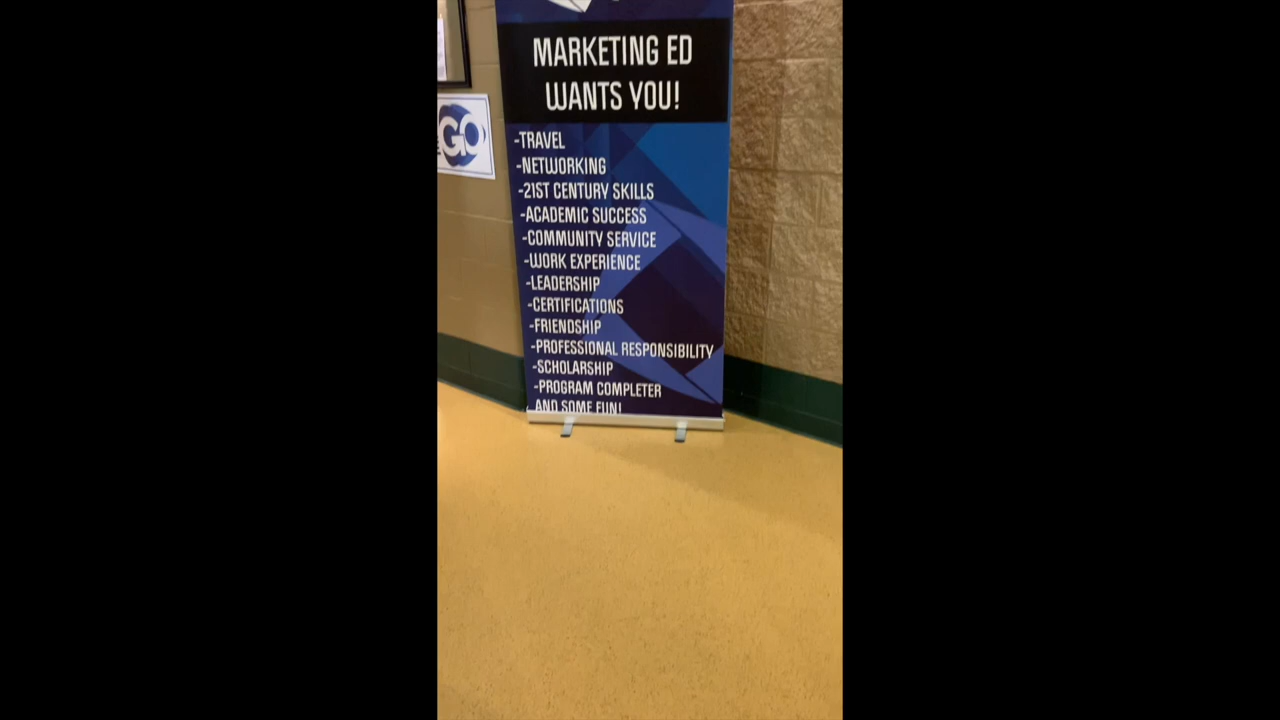 MARKETING ED
WANTS YOU!
-TRAVEL
-NETWORKING
-21ST CENTURY SKILLS
-ACADEMIC SUCCESS
-COMMUNITY SERVICE
-WORK EXPERIENCE
-LEADERSHIP
-CERTIFICATIONS
-FRIENDSHIP
-PROFESSIONAL RESPONSIBILITY
-SCHOLARSHIP
-PROGRAM COMPLETER
AND SOME FUN!
GO